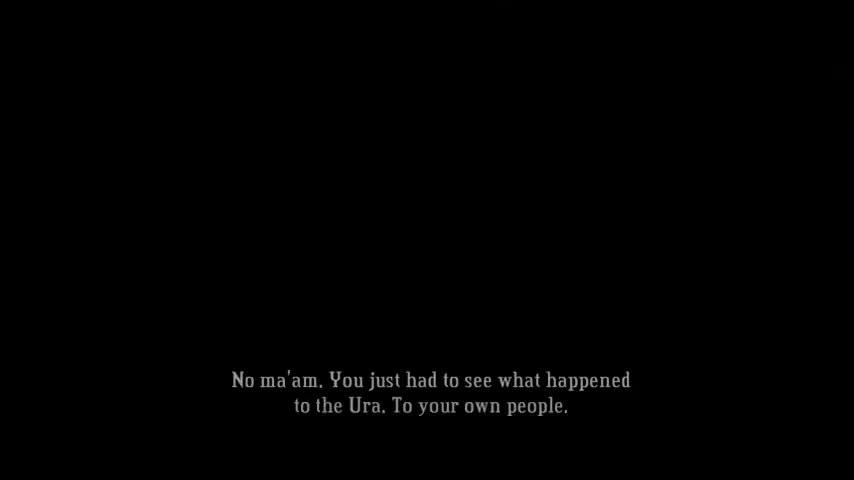 No ma'am. You just had to see what happened
to the Ura. To your own people.